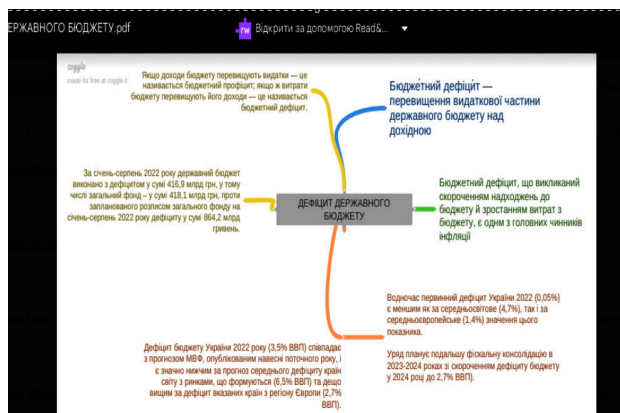 ЕРЖАВНОГО БЮДЖЕТУ.pdf
rw Відкрити за допомогою Read&...
coggle
made for free at coggle.it
Якщо доходи бюджету перевищують видатки — це
називається бюджетний профіцит; якщо ж витрати
бюджету перевищують його доходи — це називається
бюджетний дефіцит.
Бюдже́тний дефіци́т —
перевищення видаткової частини
державного бюджету над
дохідною
За січень-серпень 2022 року державний бюджет
виконано з дефіцитом у сумі 416,9 млрд грн, у тому
числі загальний фонд – у сумі 418,1 млрд грн, проти
запланованого розписом загального фонду на
січень-серпень 2022 року дефіциту у сумі 864,2 млрд
гривень.
ДЕФІЦИТ ДЕРЖАВНОГО
БЮДЖЕТУ
Бюджетний дефіцит, що викликаний
скороченням надходжень до
бюджету й зростанням витрат з
бюджету, є одним з головних чинників
інфляції
Водночас первинний дефіцит України 2022 (0,05%)
є меншим як за середньосвітове (4,7%), так і за
середньоєвропейське (1,4%) значення цього
показника.
Уряд планує подальшу фіскальну консолідацію в
2023-2024 роках зі скороченням дефіциту бюджету
у 2024 році до 2,7% ВВП).
Дефіцит бюджету України 2022 року (3,5% ВВП) співпадає
з прогнозом МВФ, опублікованим навесні поточного року, і
є значно нижчим за прогноз середнього дефіциту країн
світу з ринками, що формуються (6,5% ВВП) та дещо
вищим за дефіцит вказаних країн з регіону Європи (2,7%
ВВП).